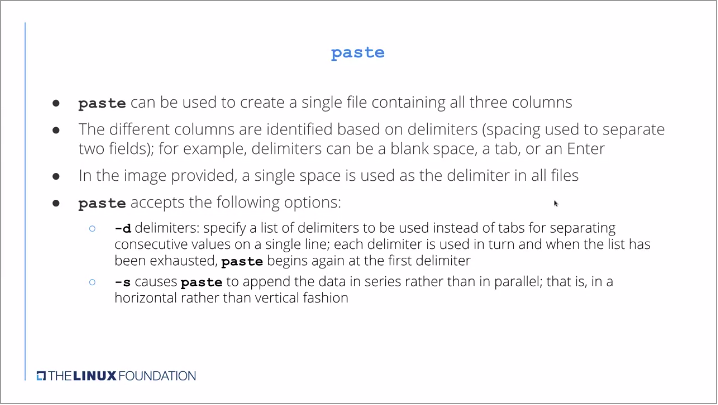 paste
● paste can be used to create a single file containing all three columns
● The different columns are identified based on delimiters (spacing used to separate
two fields); for example, delimiters can be a blank space, a tab, or an Enter
● In the image provided, a single space is used as the delimiter in all files
● paste accepts the following options:
○ -d delimiters: specify a list of delimiters to be used instead of tabs for separating
consecutive values on a single line; each delimiter is used in turn and when the list has
been exhausted, paste begins again at the first delimiter
○ -s causes paste to append the data in series rather than in parallel; that is, in a
horizontal rather than vertical fashion
THE LINUX FOUNDATION